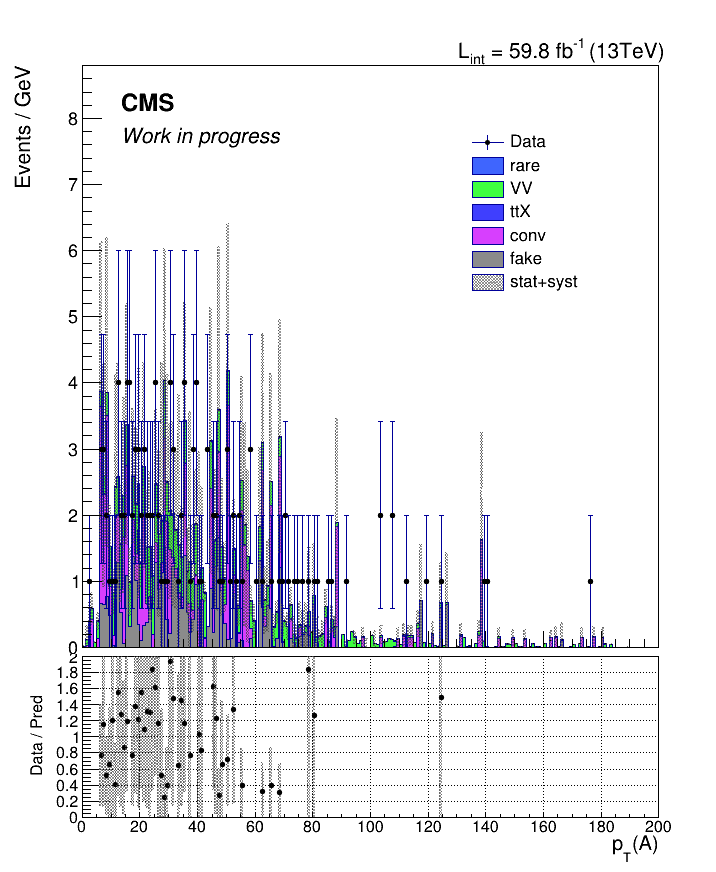 L_int = 59.8 fb^-1 (13TeV)
Events / GeV
CMS
Work in progress
Data
rare
VV
ttX
conv
fake
stat+syst
8
7
6
5
4
3
2
1
0
Data / Pred
2
1.8
1.6
1.4
1.2
1
0.8
0.6
0.4
0.2
0
0 20 40 60 80 100 120 140 160 180 200
p_T(A)